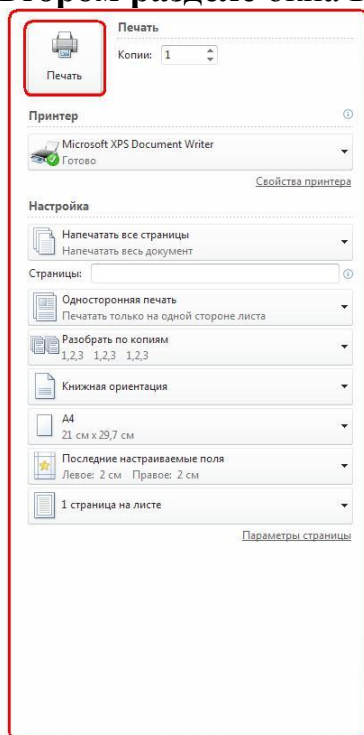 втором разделе окна
Печать
Копии: 1
Печать
Принтер
Microsoft XPS Document Writer
Готово
Свойства принтера
Настройка
Напечатать все страницы
Напечатать весь документ
Страницы:
Односторонняя печать
Печатать только на одной стороне листа
Разобрать по копиям
1,2,3 1,2,3 1,2,3
Книжная ориентация
A4
21 см x 29,7 см
Последние настраиваемые поля
Левое: 2 см Правое: 2 см
1 страница на листе
Параметры страницы